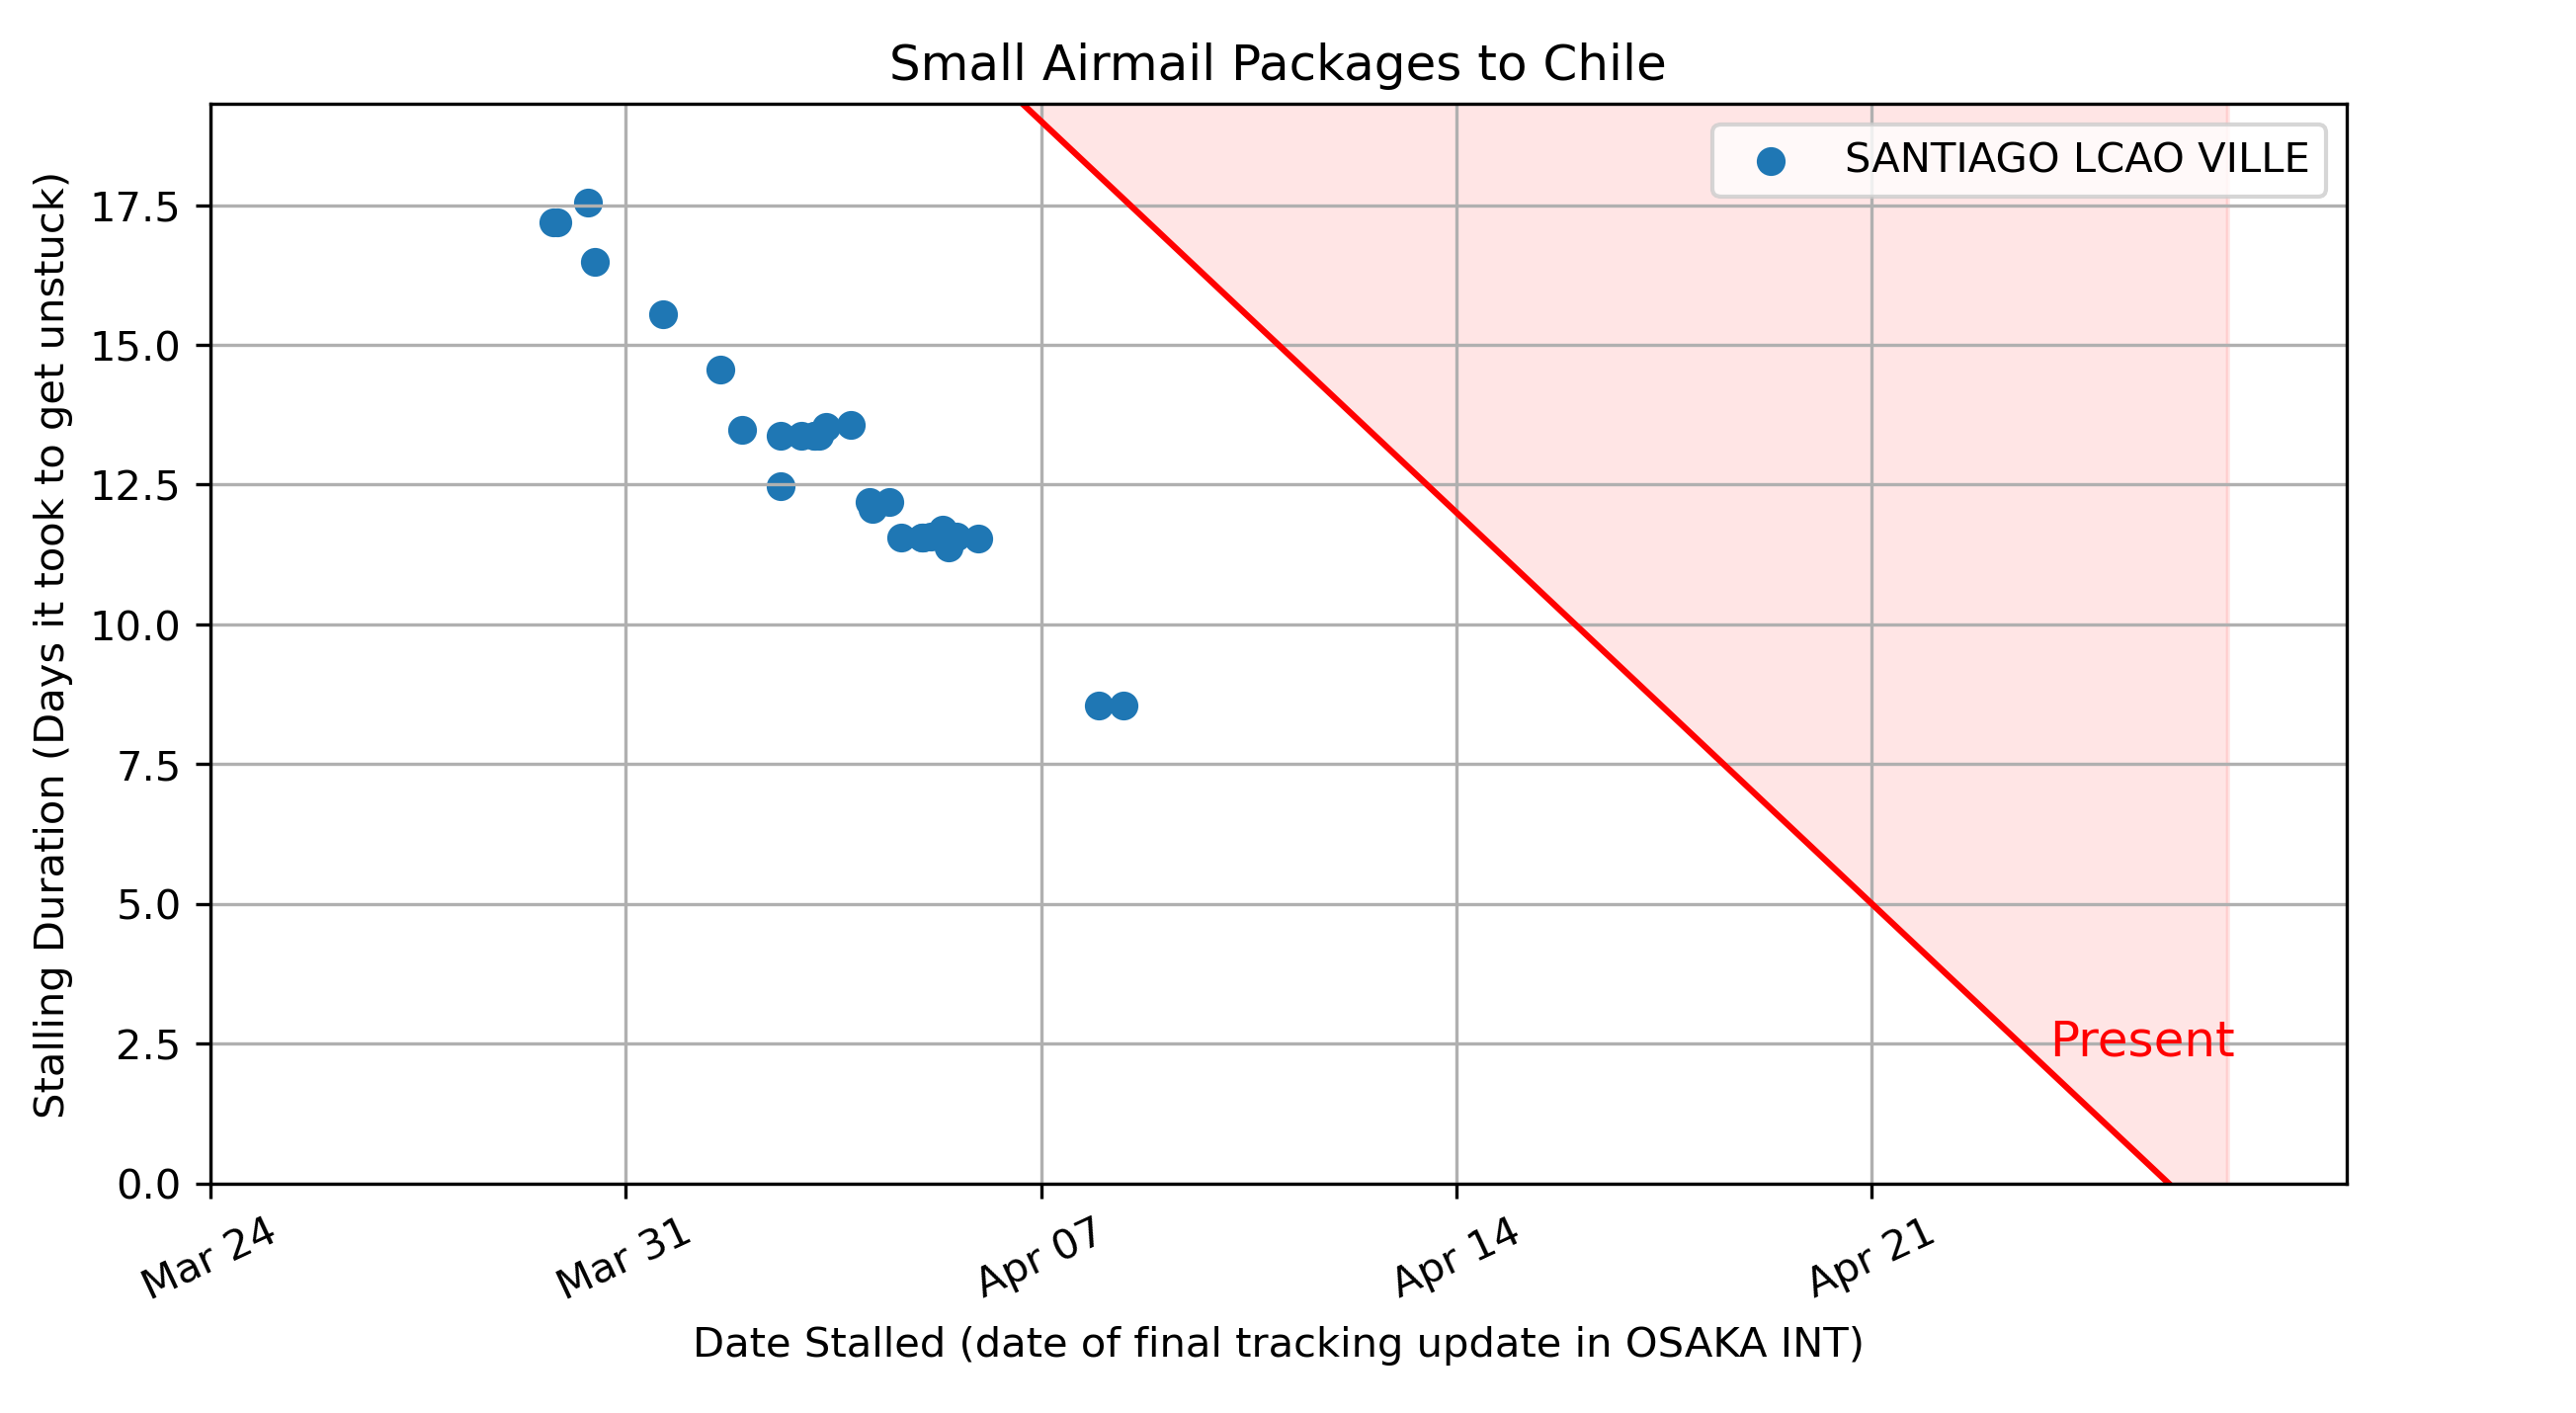 Small Airmail Packages to Chile
SANTIAGO LCAO VILLE
Stalling Duration (Days it took to get unstuck)
17.5
15.0
12.5
10.0
7.5
5.0
2.5
0.0
Present
Mar 24
Mar 31
Apr 07
Apr 14
Apr 21
Date Stalled (date of final tracking update in OSAKA INT)